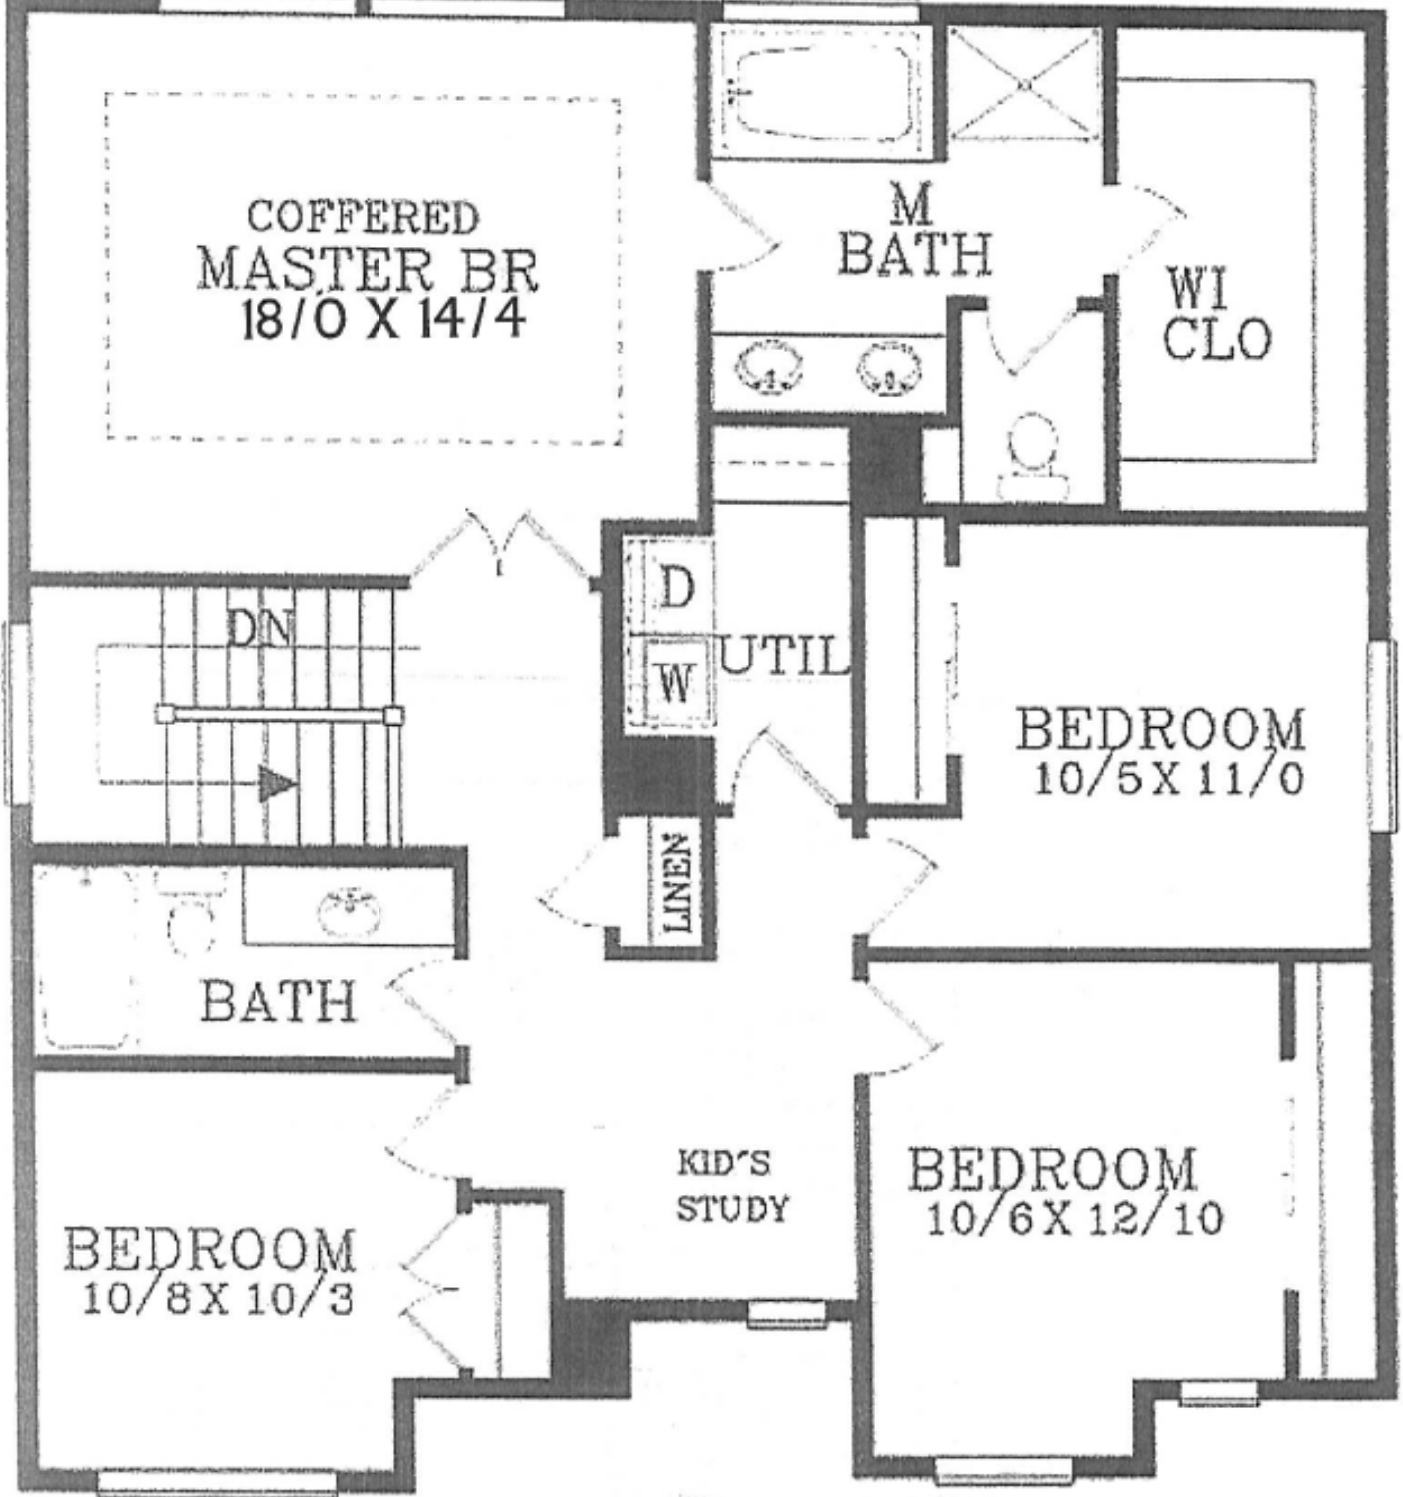 COFFERED
MASTER BR
18/0 X 14/4
M
BATH
WI
CLO
DN
D
W
UTIL
BEDROOM
10/5 X 11/0
LINEN
BATH
KID'S
STUDY
BEDROOM
10/6 X 12/10
BEDROOM
10/8 X 10/3